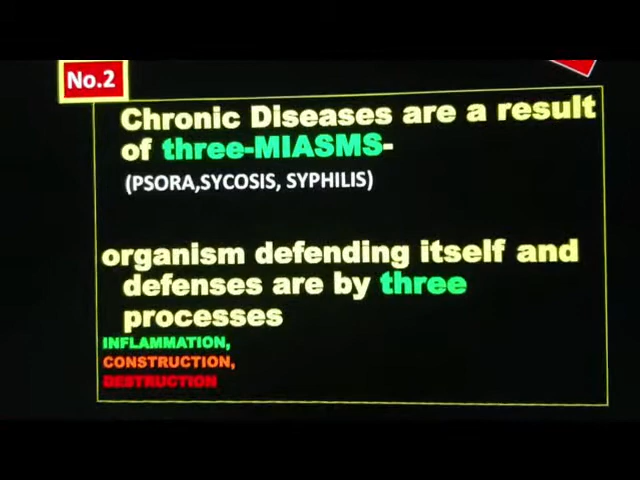 No.2
Chronic Diseases are a result
of three-MIASMS-
(PSORA,SYCOSIS, SYPHILIS)
organism defending itself and
defenses are by three
processes
INFLAMMATION,
CONSTRUCTION,
DESTRUCTION